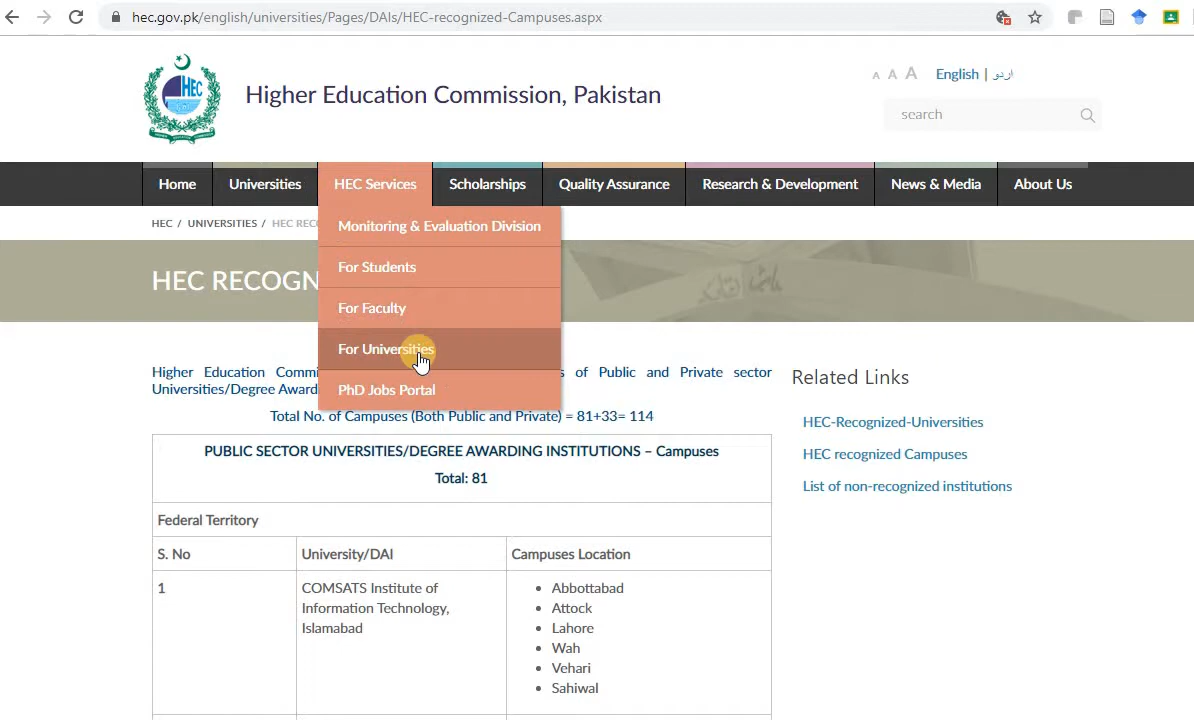 hec.gov.pk/english/universities/Pages/DAIs/HEC-recognized-Campuses.aspx
HEC
Higher Education Commission, Pakistan
A A A English | اردو
search
Home Universities HEC Services Scholarships Quality Assurance Research & Development News & Media About Us
HEC / UNIVERSITIES / HEC REC
Monitoring & Evaluation Division
For Students
HEC RECOGN
For Faculty
For Universities
PhD Jobs Portal
Higher Education Commi s of Public and Private sector
Universities/Degree Award
Total No. of Campuses (Both Public and Private) = 81+33= 114
PUBLIC SECTOR UNIVERSITIES/DEGREE AWARDING INSTITUTIONS – Campuses
Total: 81
Federal Territory
S. No University/DAI Campuses Location
1 COMSATS Institute of
Information Technology,
Islamabad
• Abbottabad
• Attock
• Lahore
• Wah
• Vehari
• Sahiwal
Related Links
HEC-Recognized-Universities
HEC recognized Campuses
List of non-recognized institutions